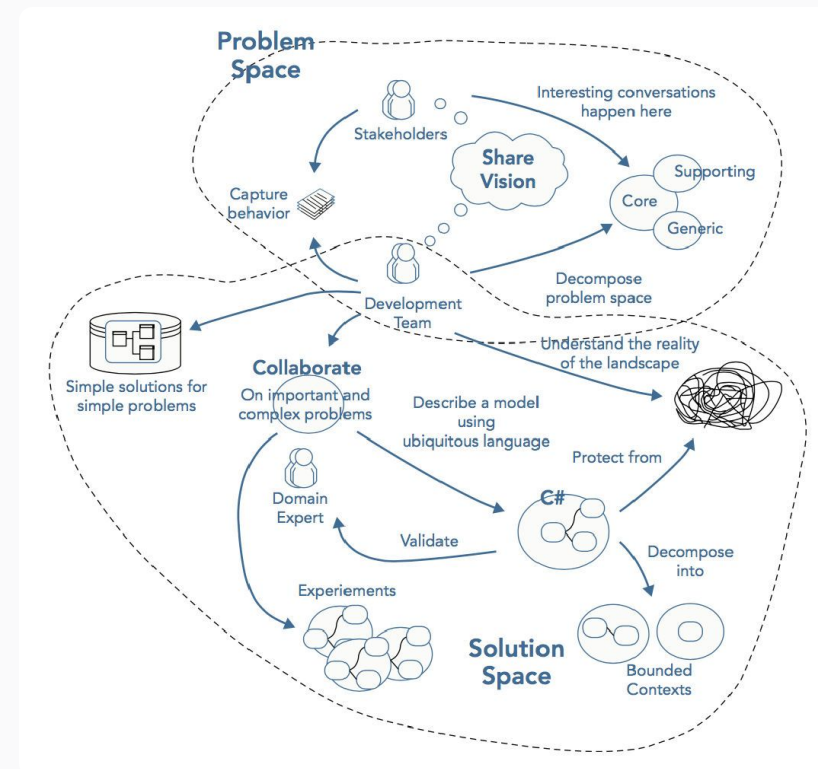 Problem
Space
Stakeholders
Interesting conversations
happen here
Share
Vision
Supporting
Core
Generic
Capture
behavior
Development
Team
Decompose
problem space
Understand the reality
of the landscape
Simple solutions for
simple problems
Collaborate
On important and
complex problems
Describe a model
using
ubiquitous language
Protect from
C#
Domain
Expert
Validate
Decompose
into
Experiements
Solution
Space
Bounded
Contexts